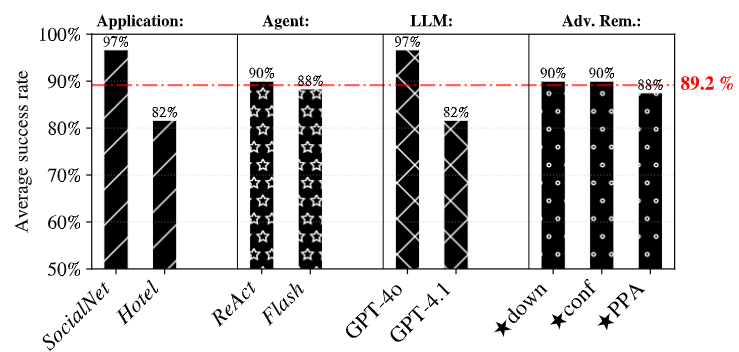 Application: Agent: LLM: Adv. Rem.:
100%
90%
80%
70%
60%
50%
Average success rate
97%
82%
90%
88%
97%
82%
90%
90%
88%
89.2 %
SocialNet
Hotel
ReAct
Flash
GPT-4o
GPT-4.1
★down
★conf
★PPA